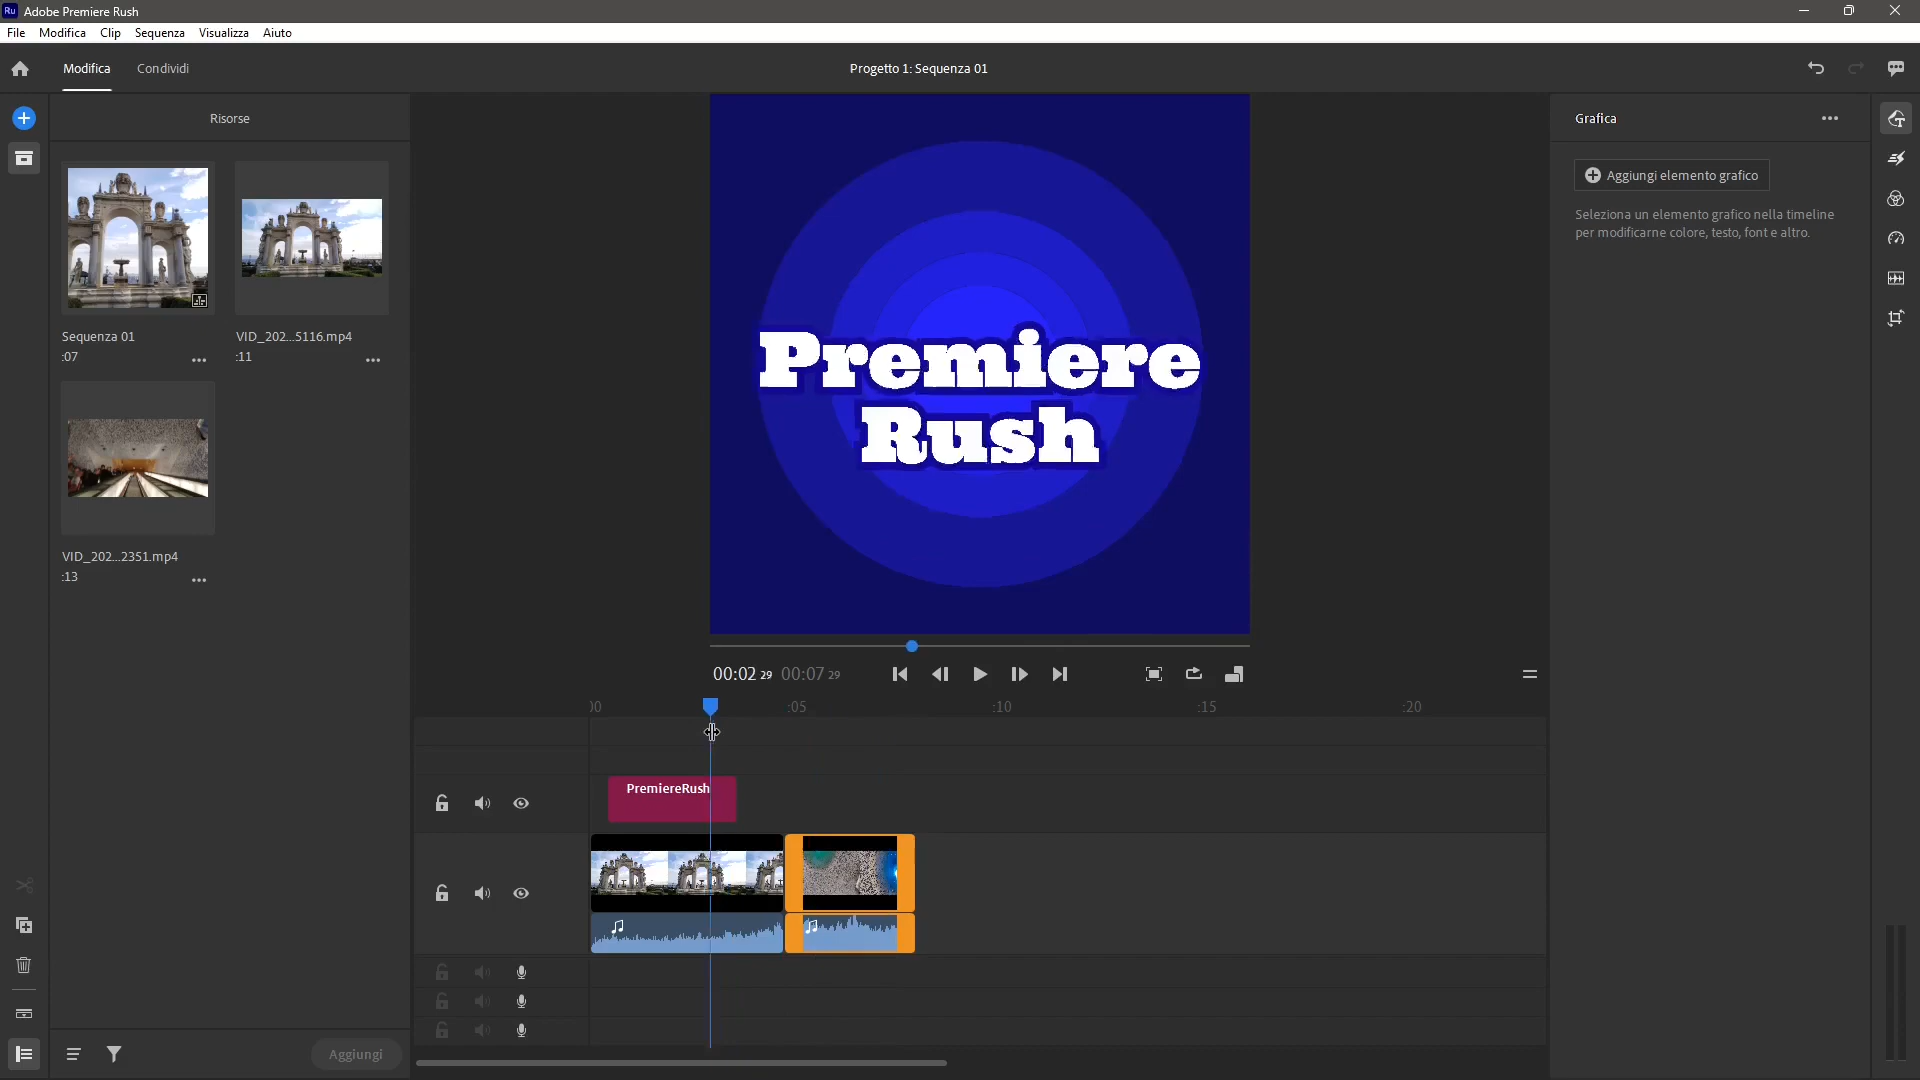 Ru Adobe Premiere Rush
File Modifica Clip Sequenza Visualizza Aiuto
Modifica Condividi
Progetto 1: Sequenza 01
Risorse
Sequenza 01
:07
VID_202...5116.mp4
:11
VID_202...2351.mp4
:13
Aggiungi
Premiere
Rush
00:02 29 00:07 29
:00 :05 :10 :15 :20
PremiereRush
Grafica
Aggiungi elemento grafico
Seleziona un elemento grafico nella timeline
per modificarne colore, testo, font e altro.